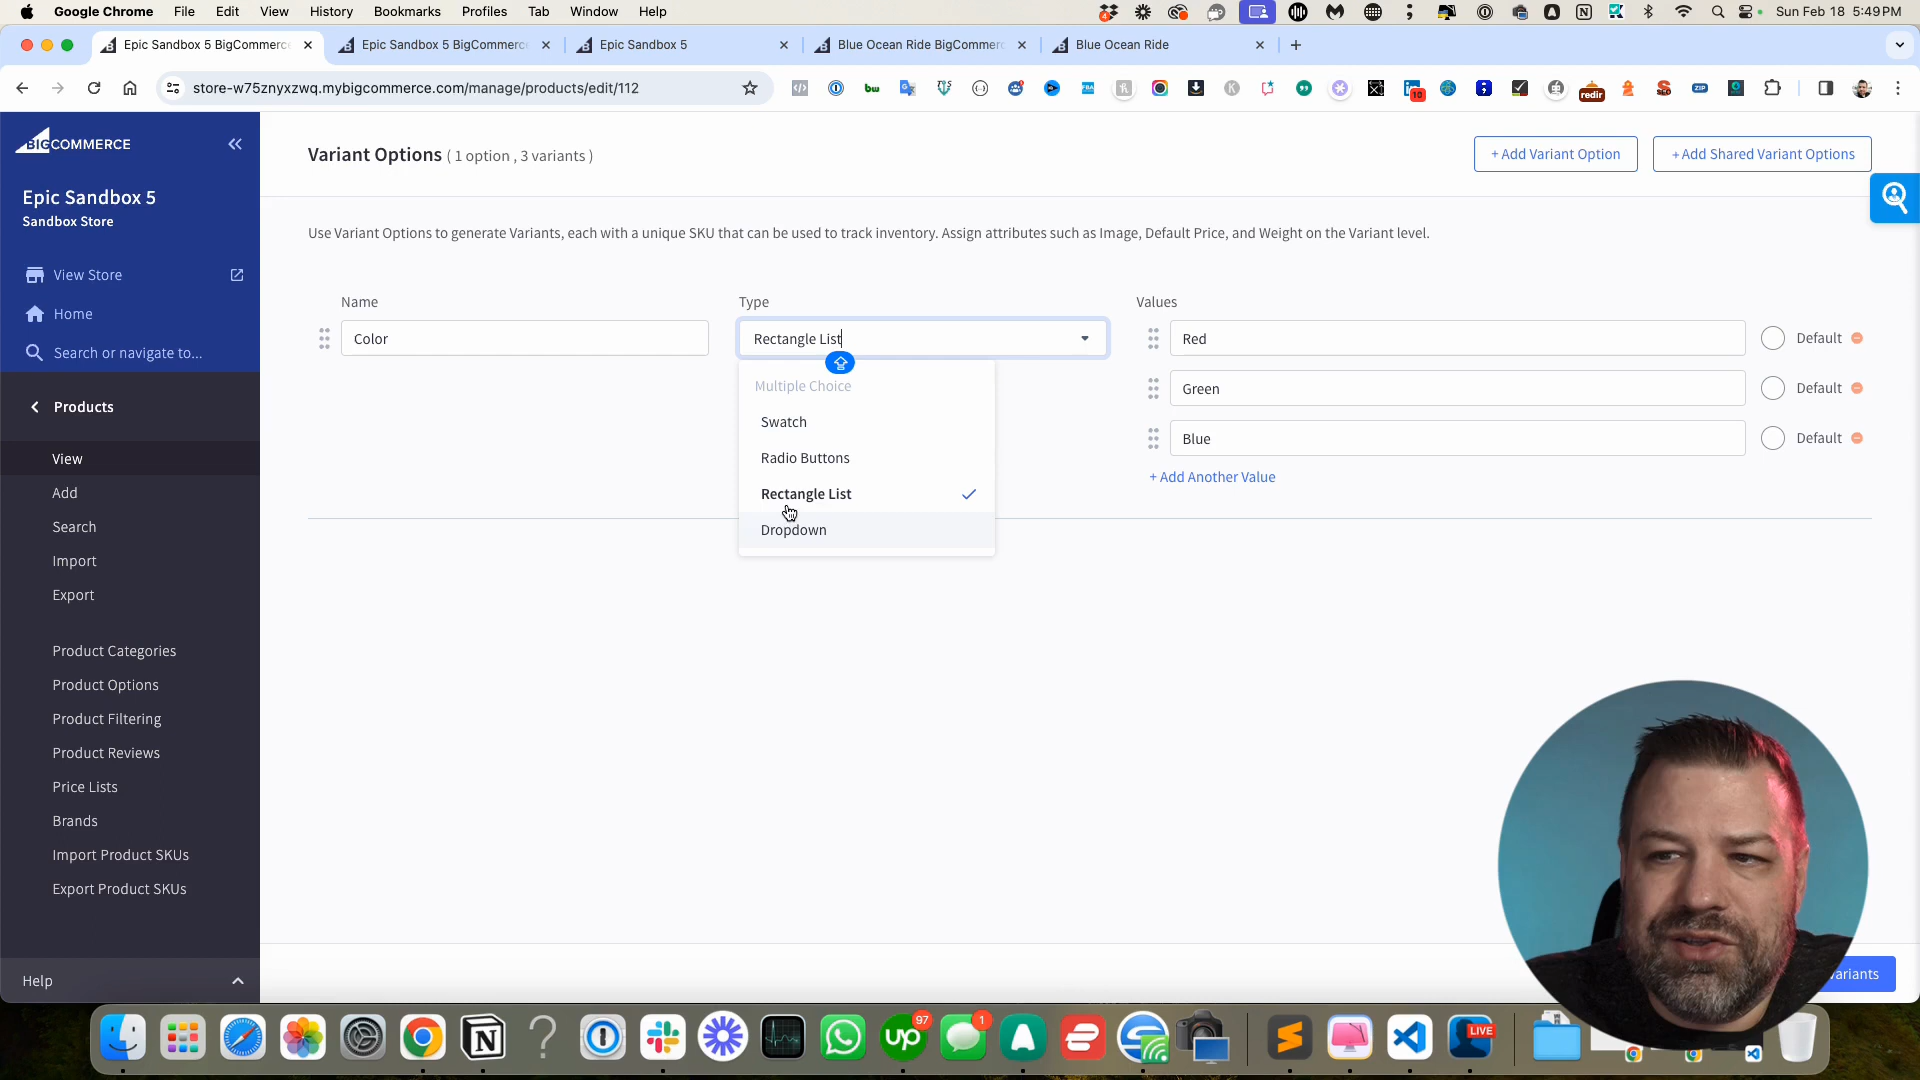 Google Chrome File Edit View History Bookmarks Profiles Tab Window Help Sun Feb 18 5:49 PM
Epic Sandbox 5 BigCommerce Epic Sandbox 5 BigCommerce Epic Sandbox 5 Blue Ocean Ride BigCommerc Blue Ocean Ride
store-w75znyxzwq.mybigcommerce.com/manage/products/edit/112
BIGCOMMERCE
Epic Sandbox 5
Sandbox Store
View Store
Home
Search or navigate to...
Products
View
Add
Search
Import
Export
Product Categories
Product Options
Product Filtering
Product Reviews
Price Lists
Brands
Import Product SKUs
Export Product SKUs
Help
Variant Options ( 1 option , 3 variants )
+ Add Variant Option
+ Add Shared Variant Options
Use Variant Options to generate Variants, each with a unique SKU that can be used to track inventory. Assign attributes such as Image, Default Price, and Weight on the Variant level.
Name Type Values
Color Rectangle List Red Default
Multiple Choice
Swatch
Radio Buttons
Rectangle List
Dropdown
Green Default
Blue Default
+ Add Another Value
Variants
97
1
LIVE